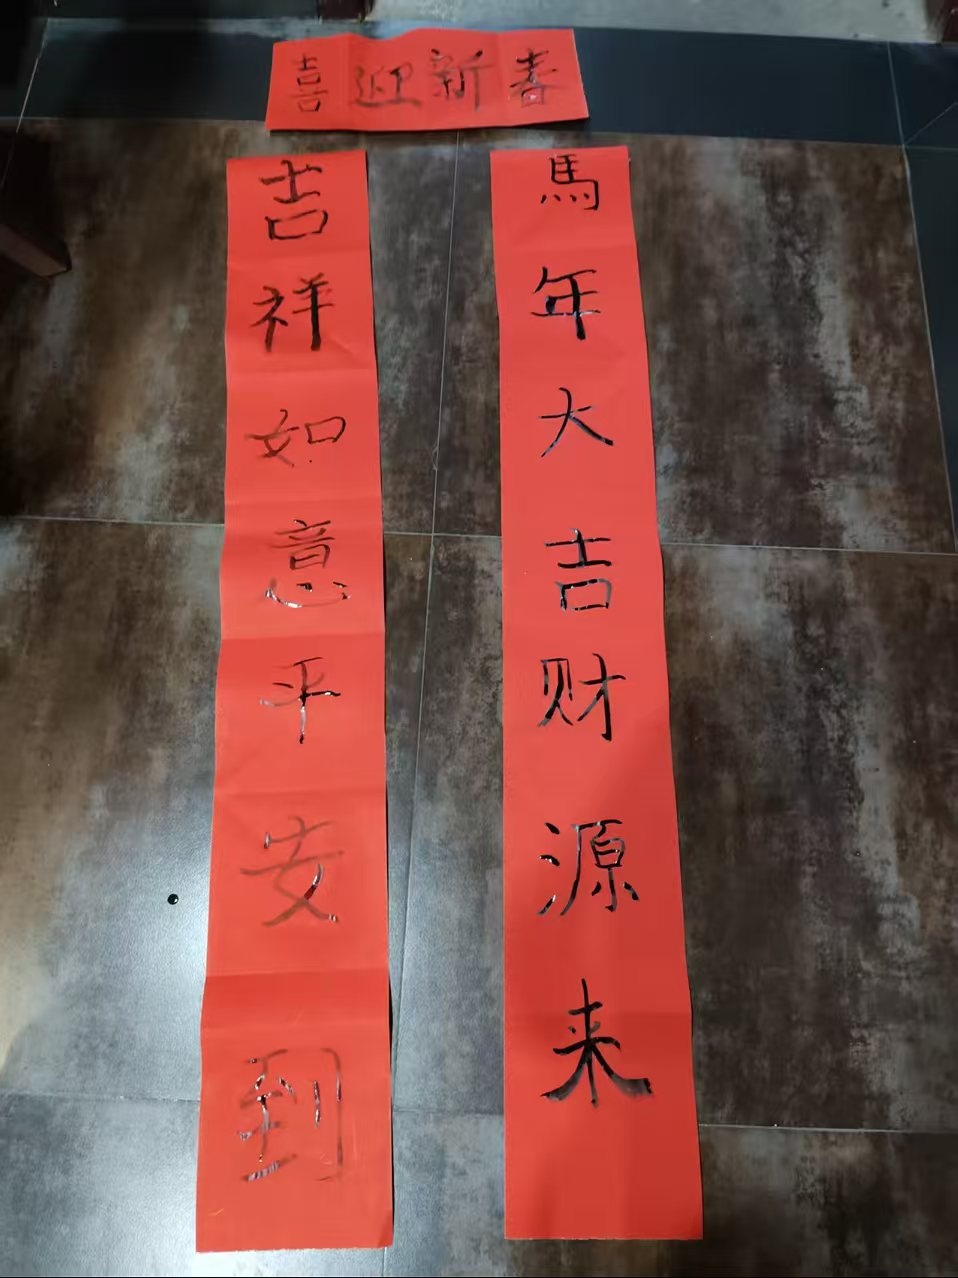 喜迎新春
馬年大吉财源来
吉祥如意平安到